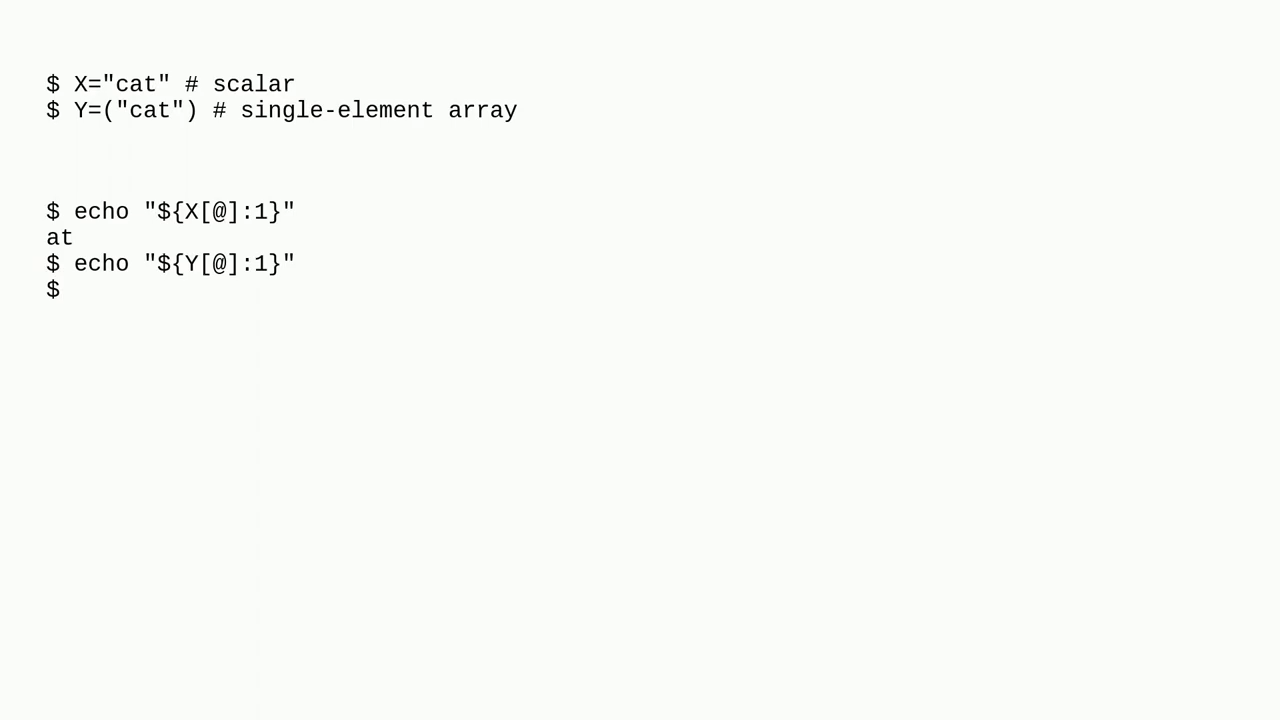 $ X="cat" # scalar
$ Y=("cat") # single-element array
$ echo "${X[@]:1}"
at
$ echo "${Y[@]:1}"
$